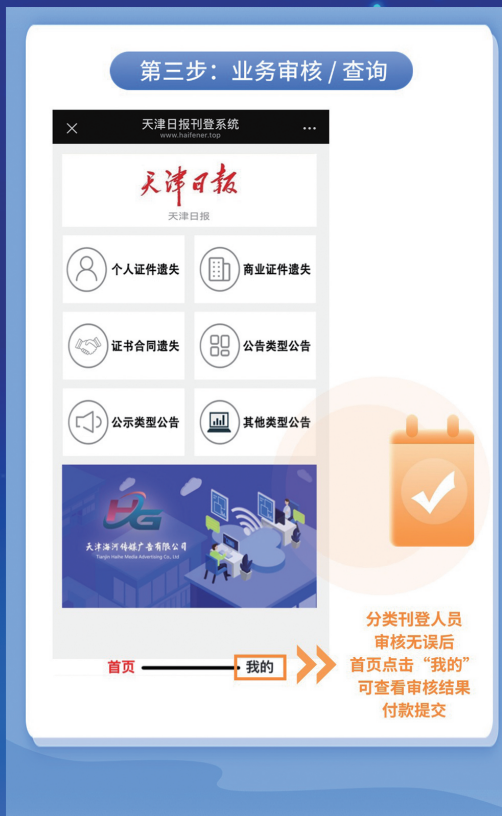 第三步：业务审核 / 查询
天津日报刊登系统
www.haifener.top
天津日报
天津日报
个人证件遗失
商业证件遗失
证书合同遗失
公告类型公告
公示类型公告
其他类型公告
HG
天津海河传媒广告有限公司
Tianjin Haihe Media Advertising Co., Ltd
首页
我的
分类刊登人员
审核无误后
首页点击“我的”
可查看审核结果
付款提交